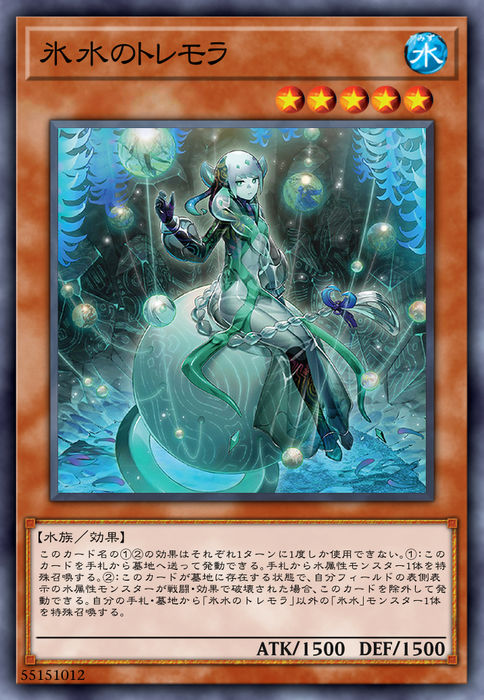 氷水のトレモラ
みず
水
【水族／効果】
このカード名の①②の効果はそれぞれ1ターンに1度しか使用できない。①：この
カードを手札から墓地へ送って発動できる。手札から水属性モンスター1体を特
殊召喚する。②：このカードが墓地に存在する状態で、自分フィールドの表側表
示の水属性モンスターが戦闘・効果で破壊された場合、このカードを除外して発
動できる。自分の手札・墓地から「氷水のトレモラ」以外の「氷水」モンスター1体
を特殊召喚する。
ATK/1500 DEF/1500
55151012